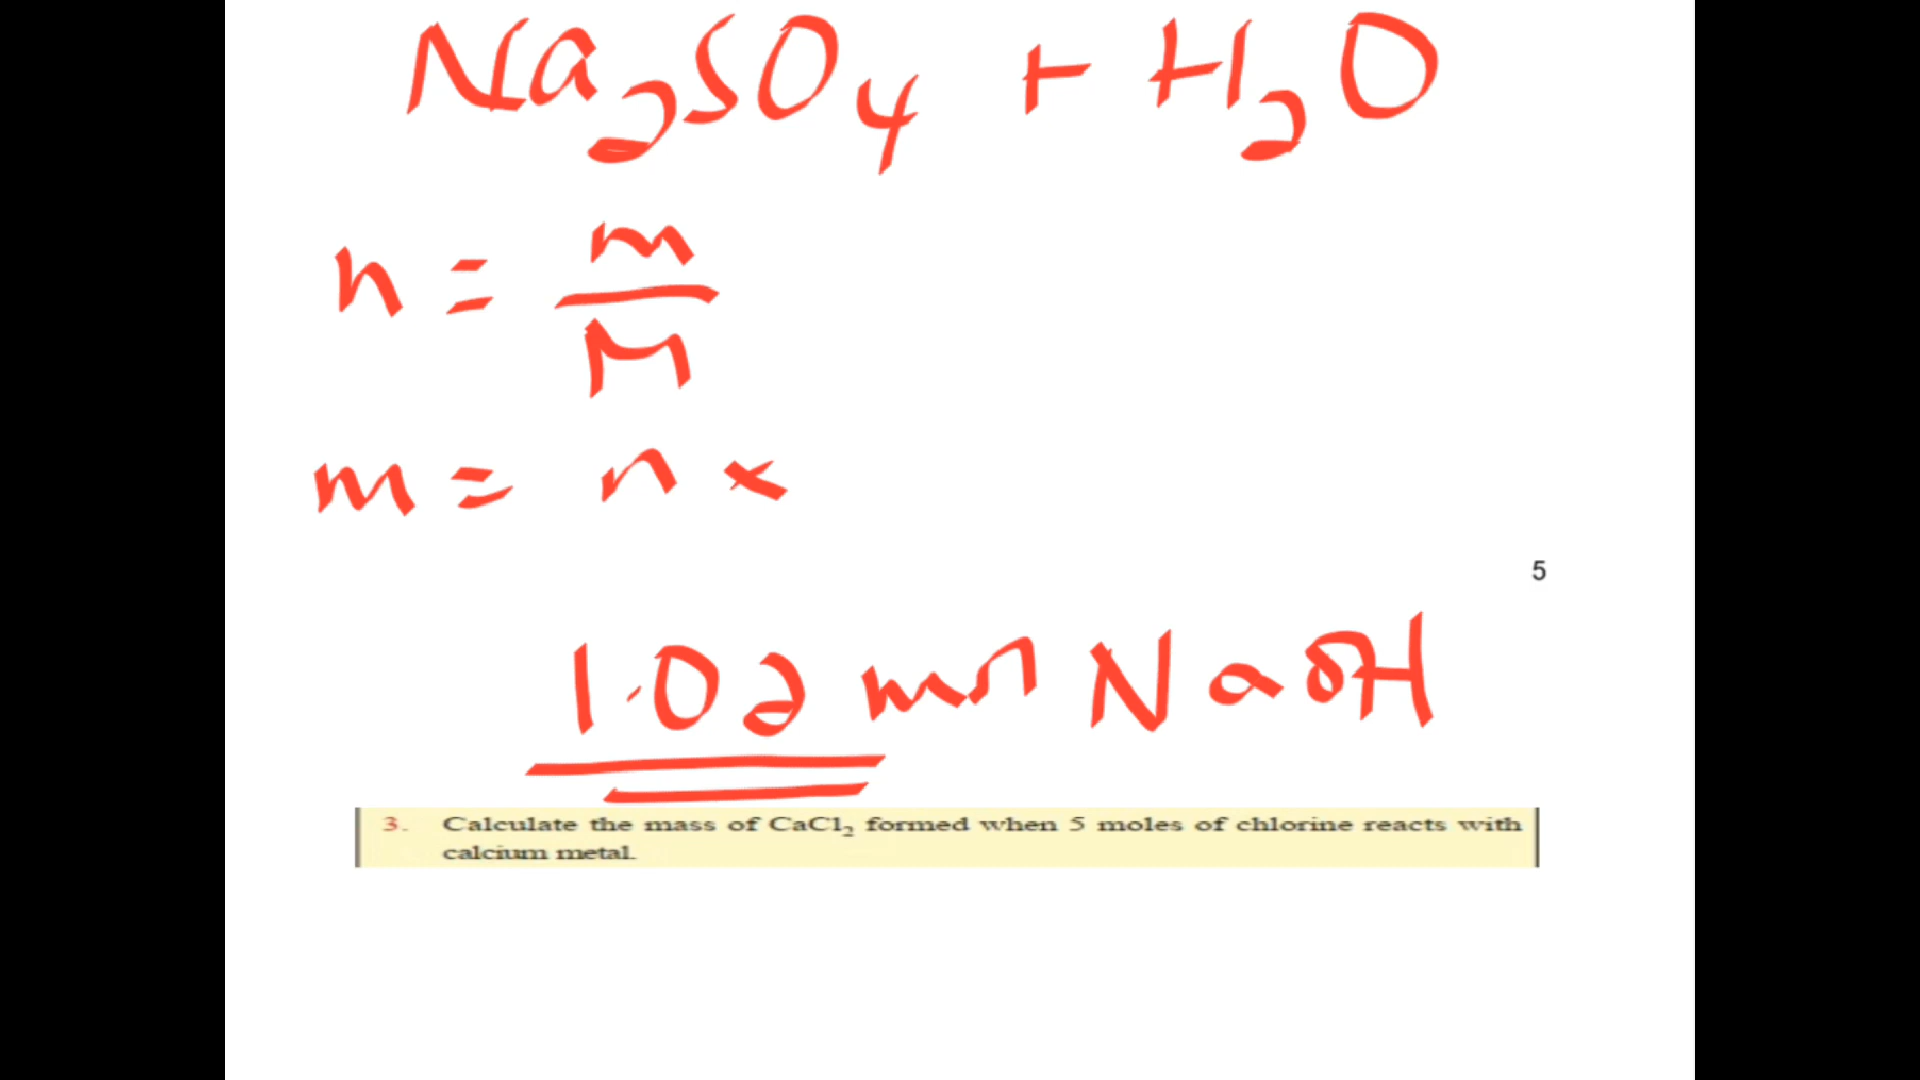 Na₂SO₄ + H₂O
n = m/M
m = n ×
5
1.02 mol NaOH
3. Calculate the mass of CaCl₂ formed when 5 moles of chlorine reacts with
calcium metal.